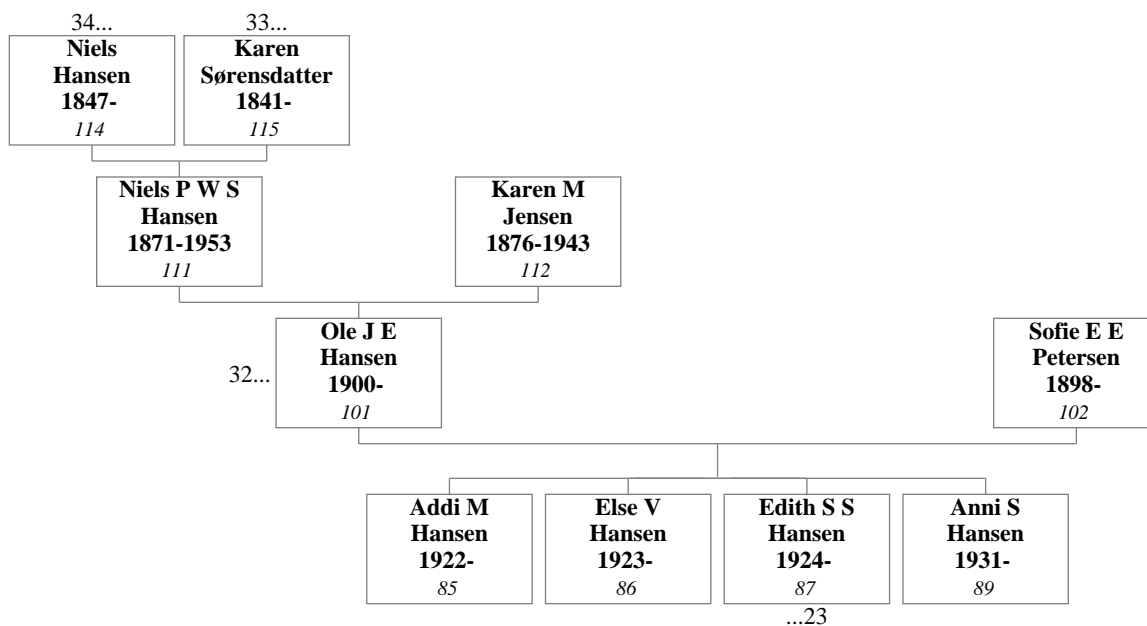 34...
Niels
Hansen
1847-
114
33...
Karen
Sørensdatter
1841-
115
Niels P W S
Hansen
1871-1953
111
Karen M
Jensen
1876-1943
112
32...
Ole J E
Hansen
1900-
101
Sofie E E
Petersen
1898-
102
Addi M
Hansen
1922-
85
Else V
Hansen
1923-
86
Edith S S
Hansen
1924-
87
...23
Anni S
Hansen
1931-
89